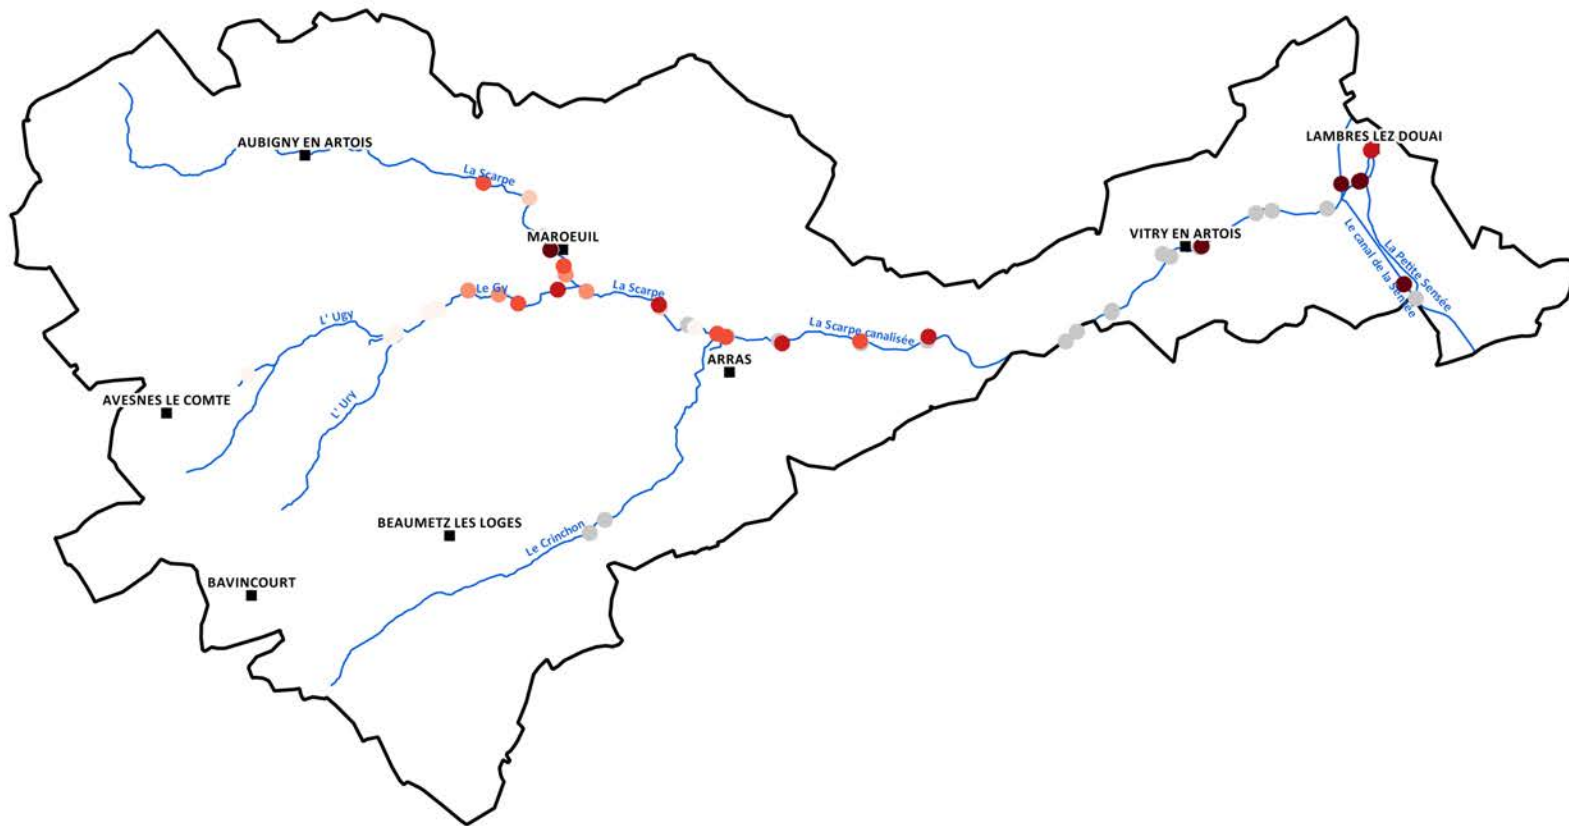 LAMBRES LEZ DOUAI
AUBIGNY EN ARTOIS
La Scarpe
VITRY EN ARTOIS
MAROEUIL
La Petite Sensée
Le canal de la Sensée
Le Gy
La Scarpe
L' Ugy
La Scarpe canalisée
ARRAS
AVESNES LE COMTE
L' Ury
BEAUMETZ LES LOGES
Le Crinchon
BAVINCOURT